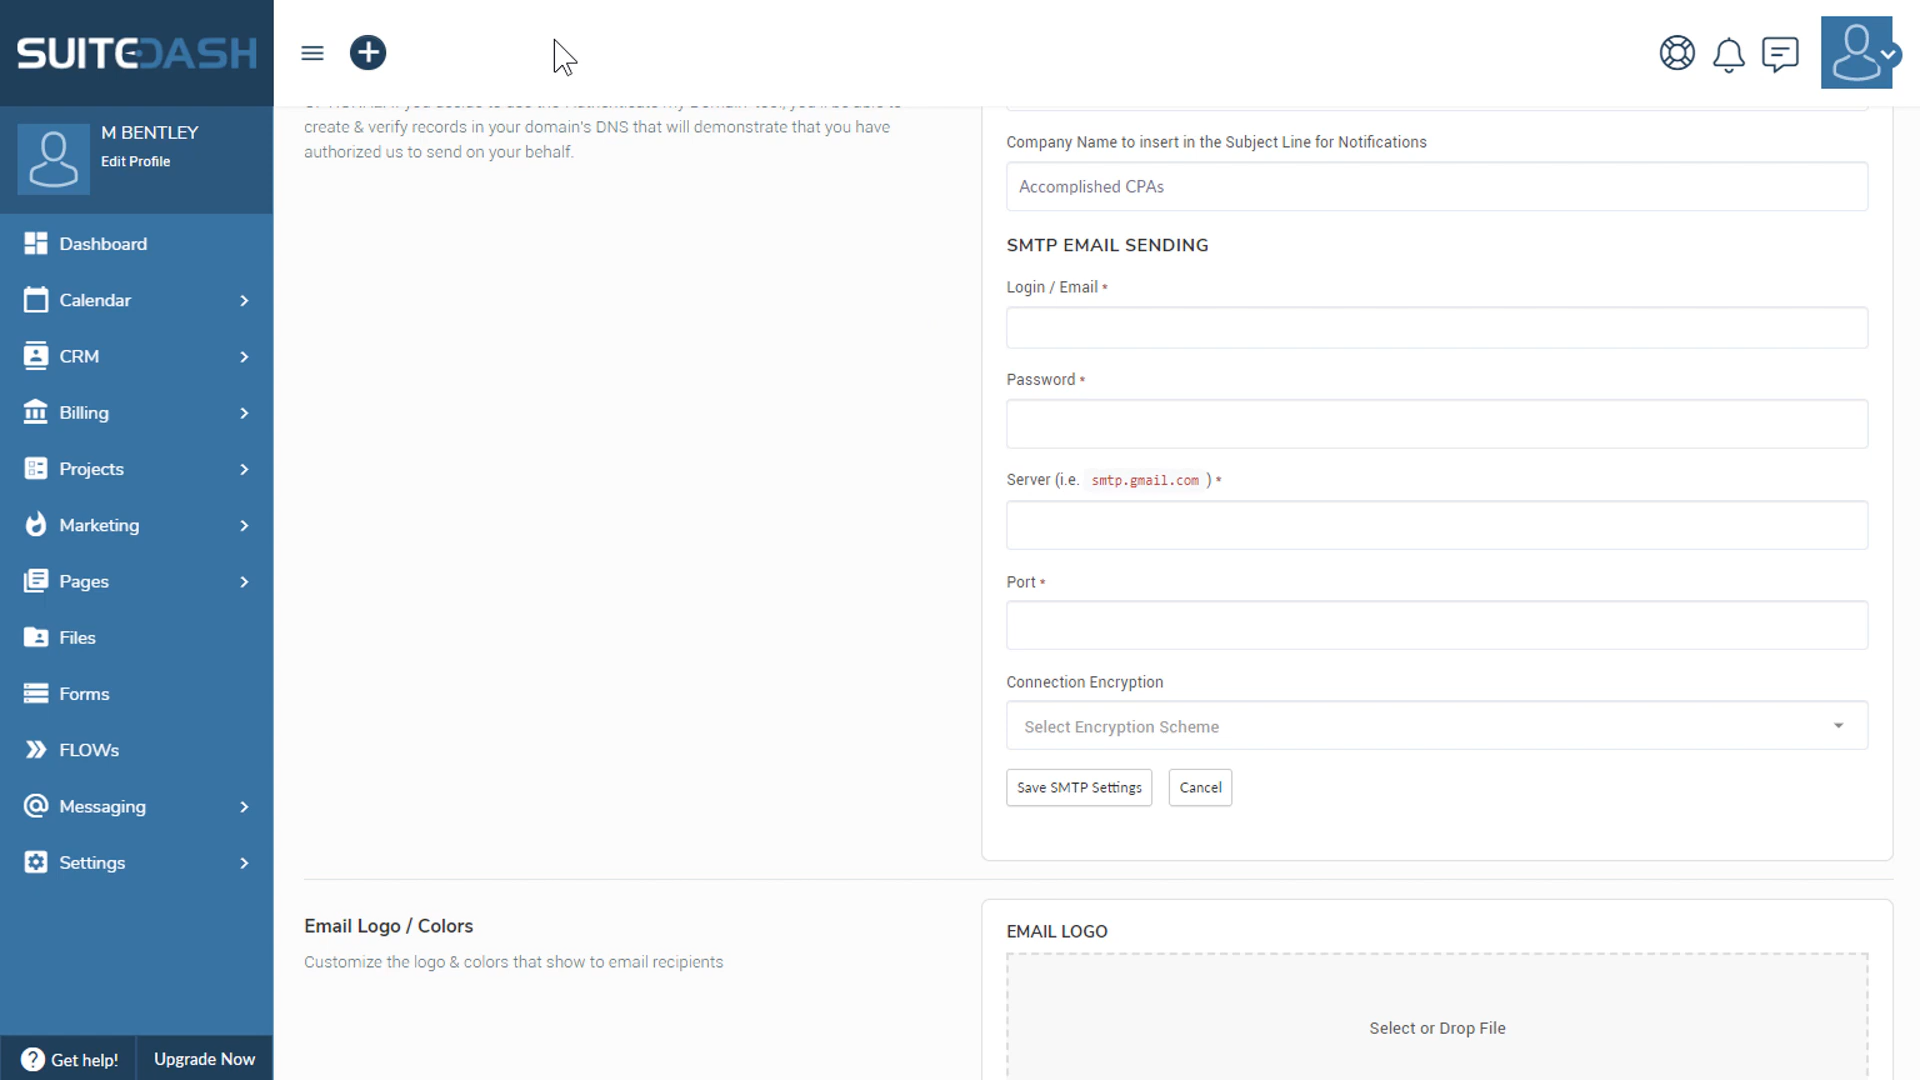 SUITEDASH
M BENTLEY
Edit Profile
Dashboard
Calendar
CRM
Billing
Projects
Marketing
Pages
Files
Forms
FLOWs
Messaging
Settings
? Get help!
Upgrade Now
create & verify records in your domain's DNS that will demonstrate that you have
authorized us to send on your behalf.
Company Name to insert in the Subject Line for Notifications
Accomplished CPAs
SMTP EMAIL SENDING
Login / Email *
Password *
Server (i.e. smtp.gmail.com ) *
Port *
Connection Encryption
Select Encryption Scheme
Save SMTP Settings
Cancel
Email Logo / Colors
Customize the logo & colors that show to email recipients
EMAIL LOGO
Select or Drop File